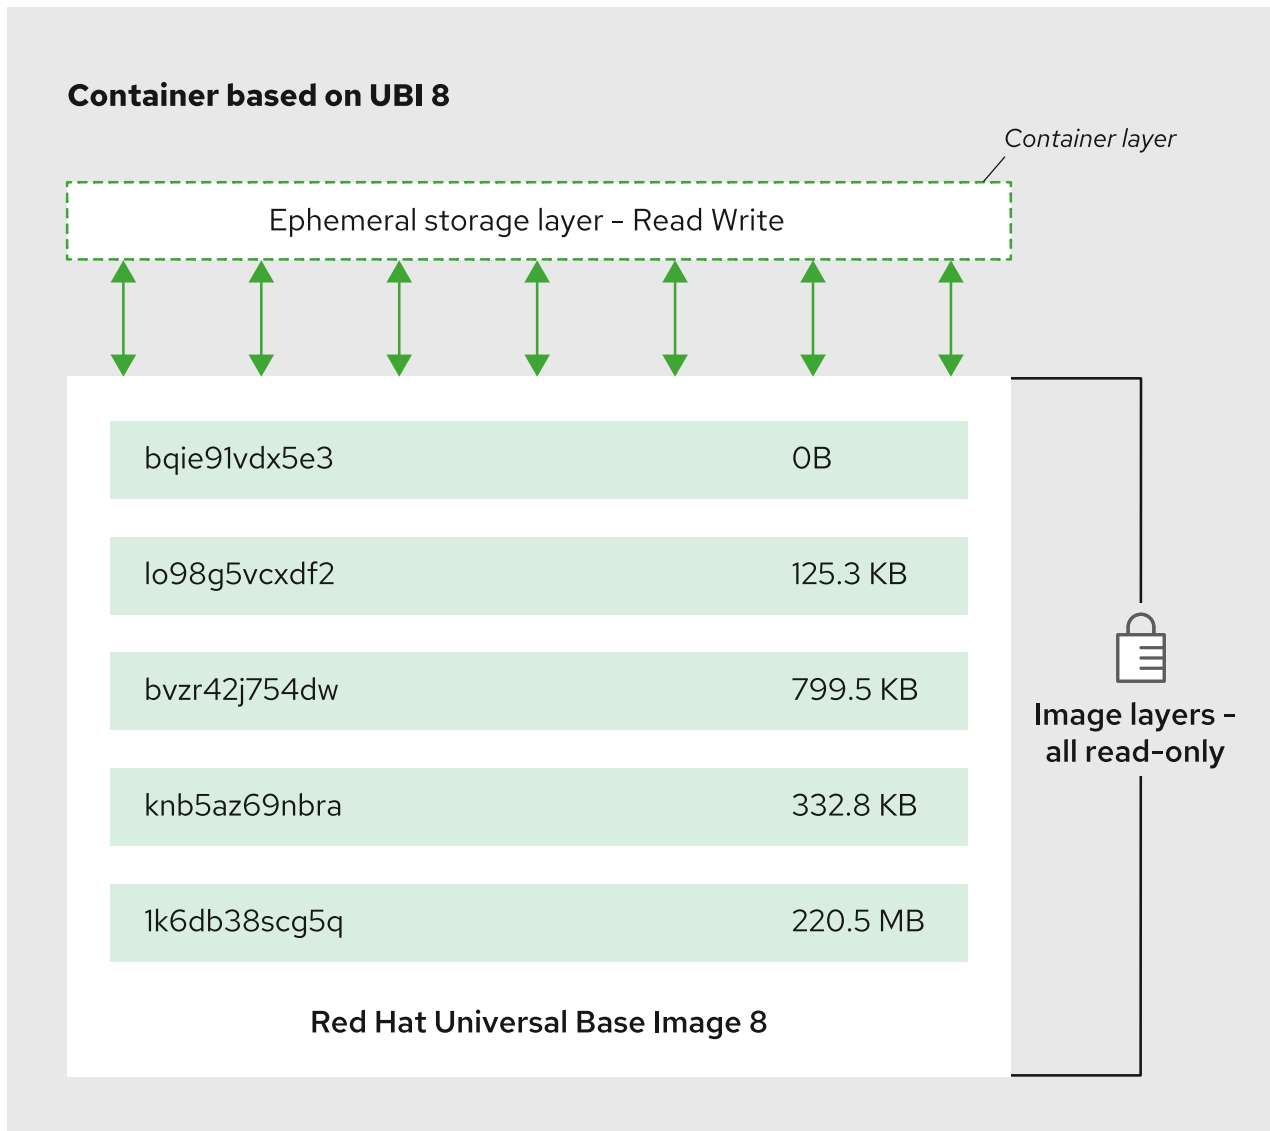 Container based on UBI 8
Container layer
Ephemeral storage layer - Read Write
bqie91vdx5e3 0B
lo98g5vcxdf2 125.3 KB
bvzr42j754dw 799.5 KB
knb5az69nbra 332.8 KB
1k6db38scg5q 220.5 MB
Image layers -
all read-only
Red Hat Universal Base Image 8